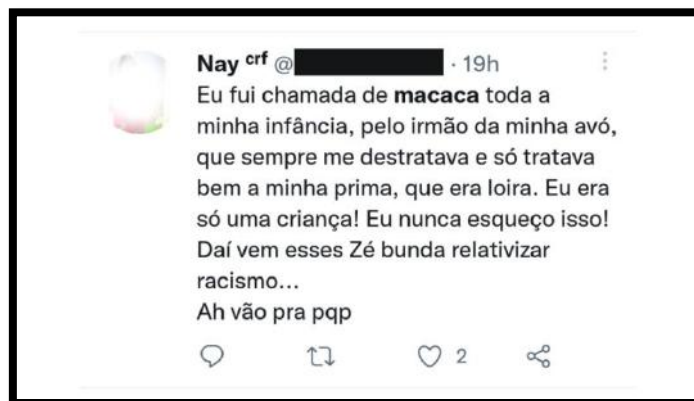 Nay crf @ · 19h
Eu fui chamada de macaca toda a
minha infância, pelo irmão da minha avó,
que sempre me destratava e só tratava
bem a minha prima, que era loira. Eu era
só uma criança! Eu nunca esqueço isso!
Daí vem esses Zé bunda relativizar
racismo...
Ah vão pra pqp
2